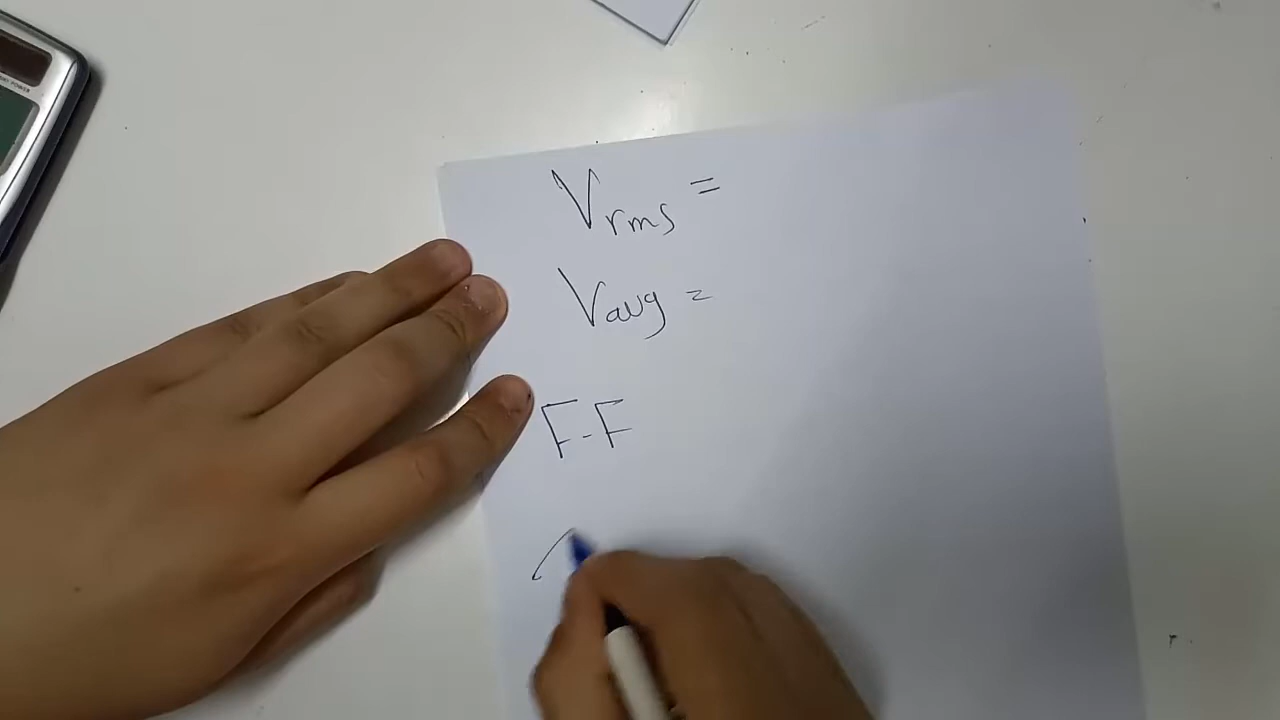 Vrms =
Vavg =
F-F